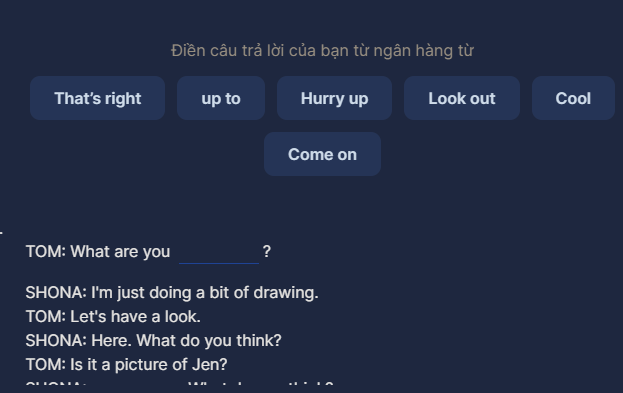 Điền câu trả lời của bạn từ ngân hàng từ
That's right up to Hurry up Look out Cool
Come on
TOM: What are you ________ ?
SHONA: I'm just doing a bit of drawing.
TOM: Let's have a look.
SHONA: Here. What do you think?
TOM: Is it a picture of Jen?